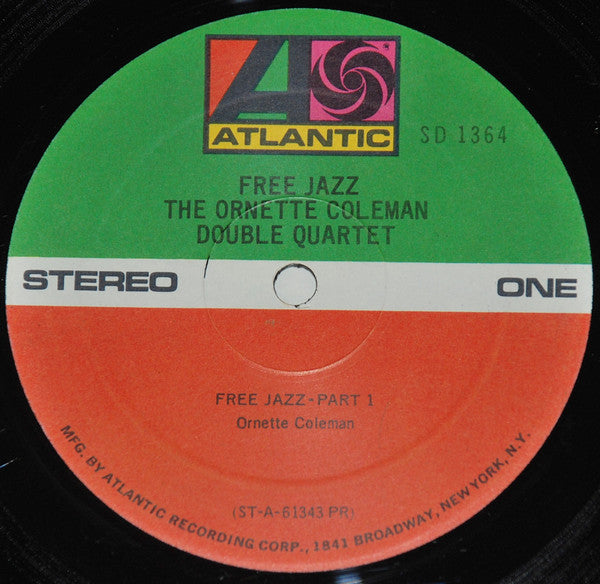 ATLANTIC
SD 1364
FREE JAZZ
THE ORNETTE COLEMAN
DOUBLE QUARTET
STEREO
ONE
FREE JAZZ-PART 1
Ornette Coleman
(ST-A-61343 PR)
MFG. BY ATLANTIC RECORDING CORP., 1841 BROADWAY, NEW YORK, N.Y.